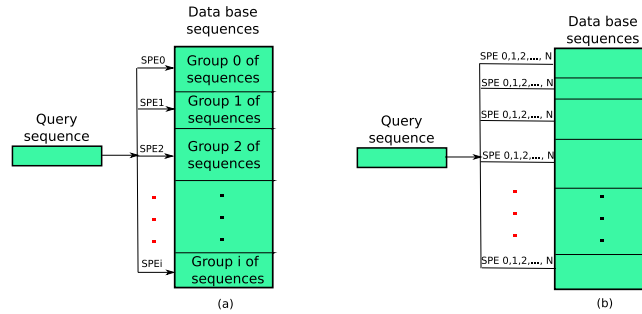 Data base
sequences
SPE0
Group 0 of
sequences
SPE1
Group 1 of
sequences
Query
sequence
SPE2
Group 2 of
sequences
SPEi
Group i of
sequences
(a)
Data bases
sequences
SPE 0,1,2,..., N
SPE 0,1,2,..., N
SPE 0,1,2,..., N
Query
sequence
SPE 0,1,2,..., N
SPE 0,1,2,..., N
(b)